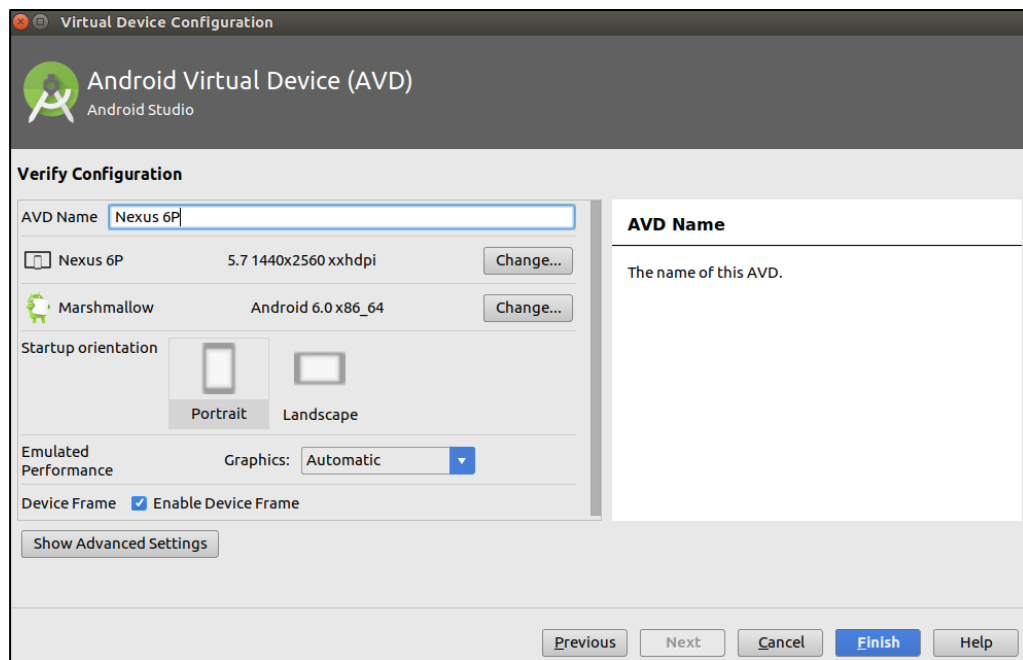 Virtual Device Configuration
Android Virtual Device (AVD)
Android Studio
Verify Configuration
AVD Name Nexus 6P
Nexus 6P 5.7 1440x2560 xxhdpi Change...
Marshmallow Android 6.0 x86_64 Change...
Startup orientation
Portrait Landscape
Emulated
Performance
Graphics: Automatic
Device Frame Enable Device Frame
Show Advanced Settings
AVD Name
The name of this AVD.
Previous Next Cancel Finish Help